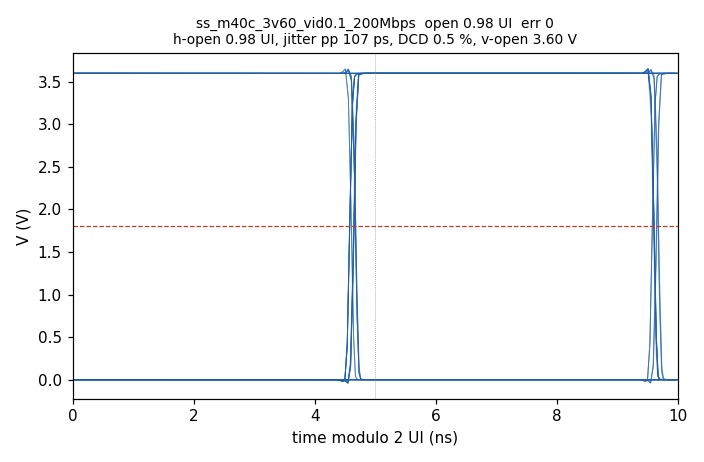 ss_m40c_3v60_vid0.1_200Mbps  open 0.98 UI  err 0
h-open 0.98 UI, jitter pp 107 ps, DCD 0.5 %, v-open 3.60 V
V (V)
3.5
3.0
2.5
2.0
1.5
1.0
0.5
0.0
0 2 4 6 8 10
time modulo 2 UI (ns)